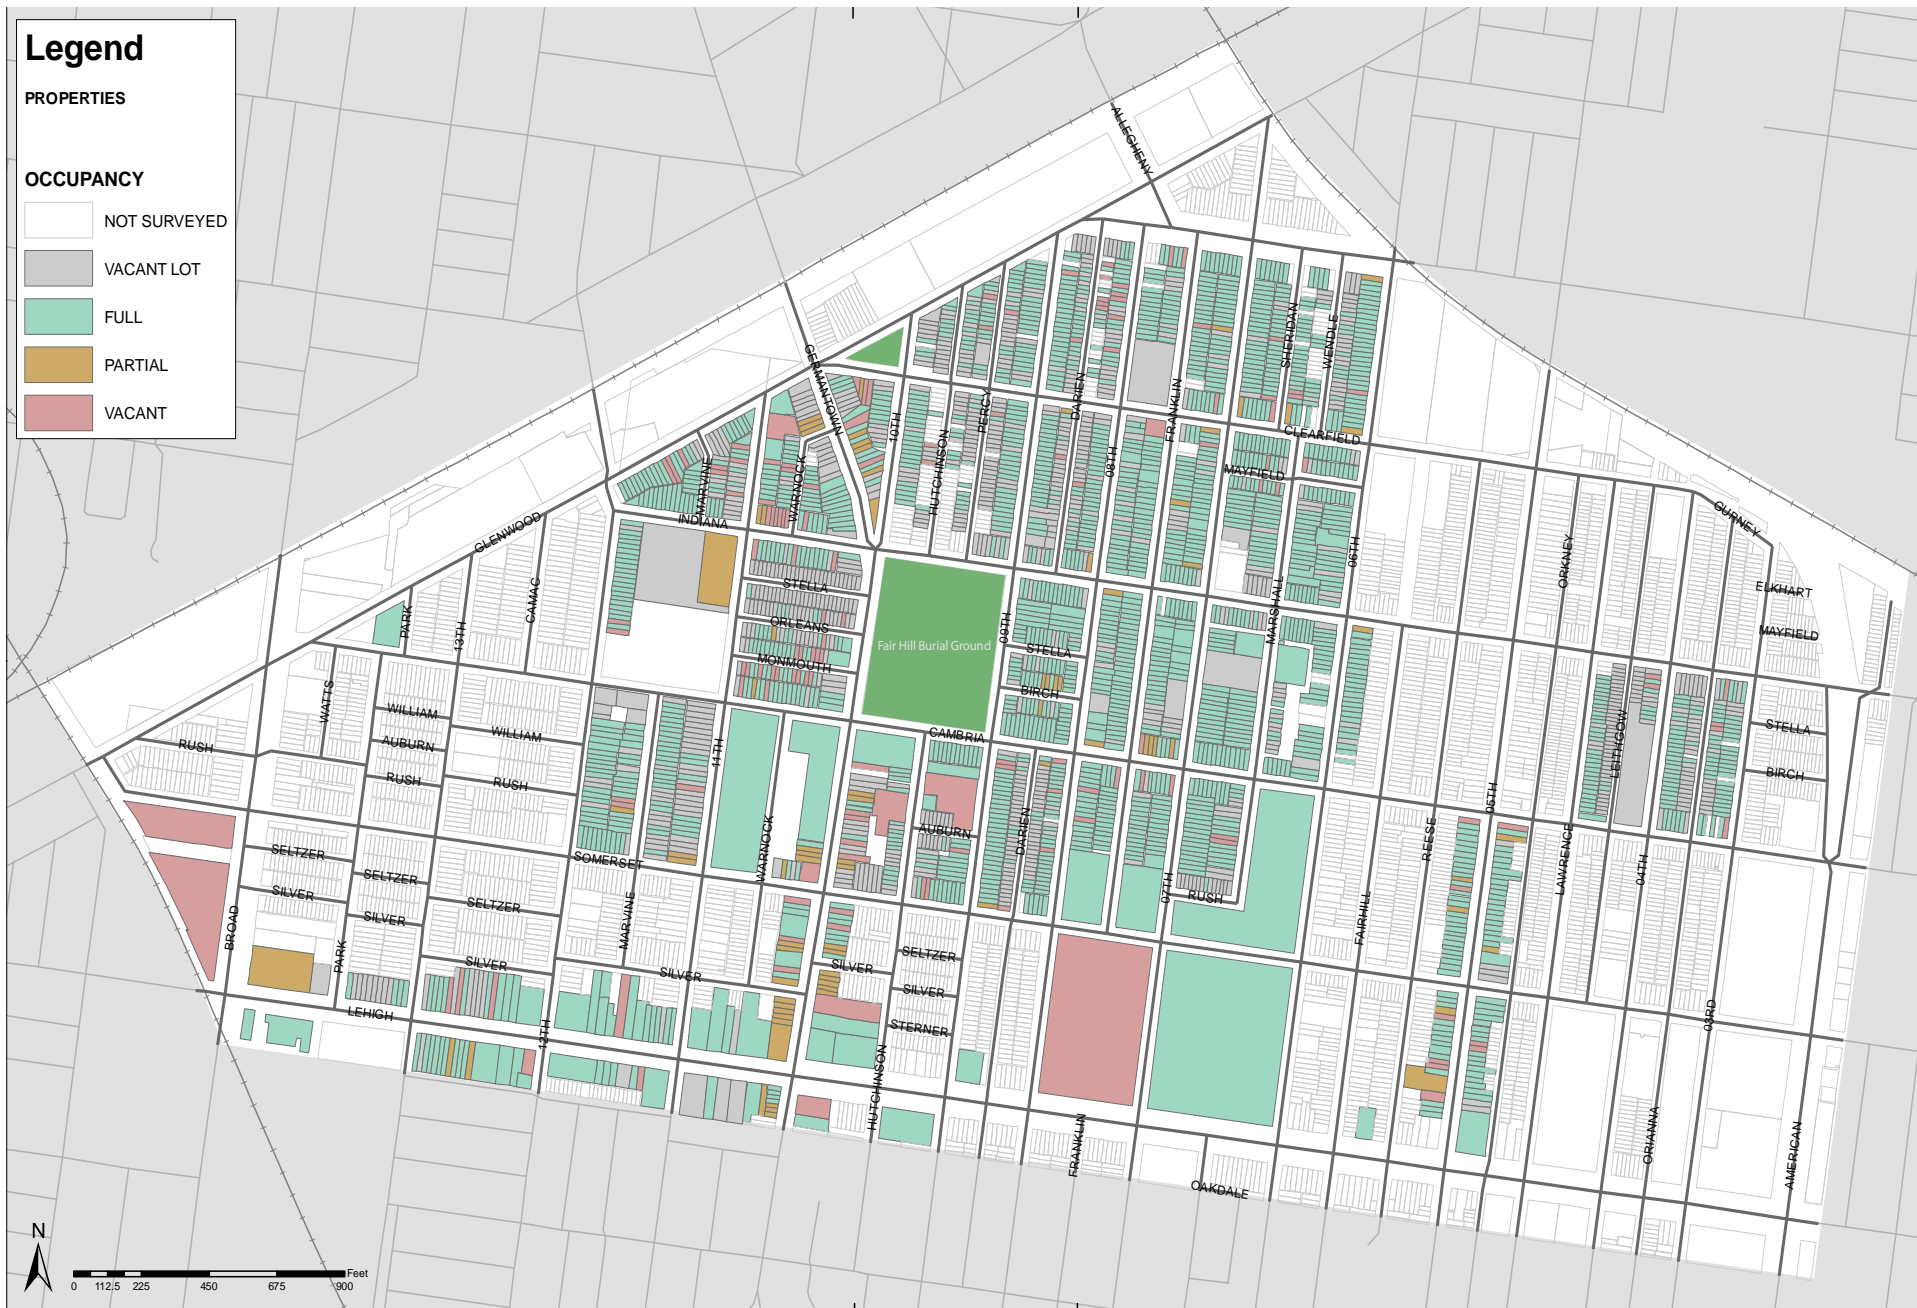 Legend
PROPERTIES
OCCUPANCY
NOT SURVEYED
VACANT LOT
FULL
PARTIAL
VACANT
ALLEGHENY
GERMANTOWN
SHERIDAN
WENDLE
DARIEN
FRANKLIN
PERCY
10TH
HUTCHINSON
08TH
CLEARFIELD
MAYFIELD
MARVINE
WARNOCK
INDIANA
GLENWOOD
GURNEY
06TH
ORKNEY
ELKHART
MAYFIELD
STELLA
ORLEANS
MONMOUTH
PARK
13TH
CAMAC
Fair Hill Burial Ground
09TH
STELLA
BIRCH
MARSHALL
CAMBRIA
WATTS
WILLIAM
AUBURN
RUSH
WILLIAM
RUSH
RUSH
11TH
LEITHGOW
STELLA
BIRCH
SELTZER
SILVER
SELTZER
SILVER
SOMERSET
WARNOCK
AUBURN
DARIEN
REESE
05TH
LAWRENCE
04TH
07TH
RUSH
FAIRHILL
BROAD
PARK
SELTZER
SILVER
MARVINE
SILVER
SILVER
SELTZER
SILVER
STERNER
LEHIGH
12TH
HUTCHINSON
03RD
FRANKLIN
OAKDALE
ORIANNA
AMERICAN
N
Feet
0 112.5 225 450 675 900